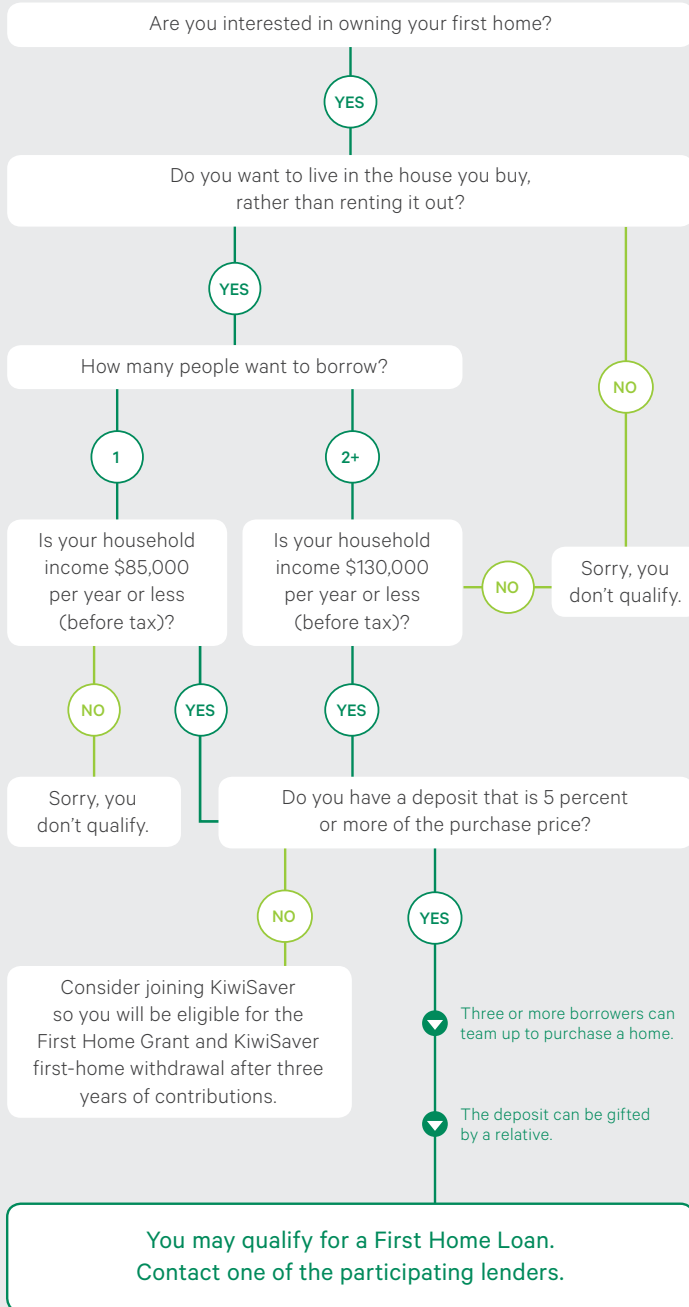 Are you interested in owning your first home?
YES
Do you want to live in the house you buy,
rather than renting it out?
YES
NO
How many people want to borrow?
1
2+
Is your household
income $85,000
per year or less
(before tax)?
Is your household
income $130,000
per year or less
(before tax)?
NO
Sorry, you
don't qualify.
NO
YES
YES
Sorry, you
don't qualify.
Do you have a deposit that is 5 percent
or more of the purchase price?
NO
YES
Consider joining KiwiSaver
so you will be eligible for the
First Home Grant and KiwiSaver
first-home withdrawal after three
years of contributions.
Three or more borrowers can
team up to purchase a home.
The deposit can be gifted
by a relative.
You may qualify for a First Home Loan.
Contact one of the participating lenders.